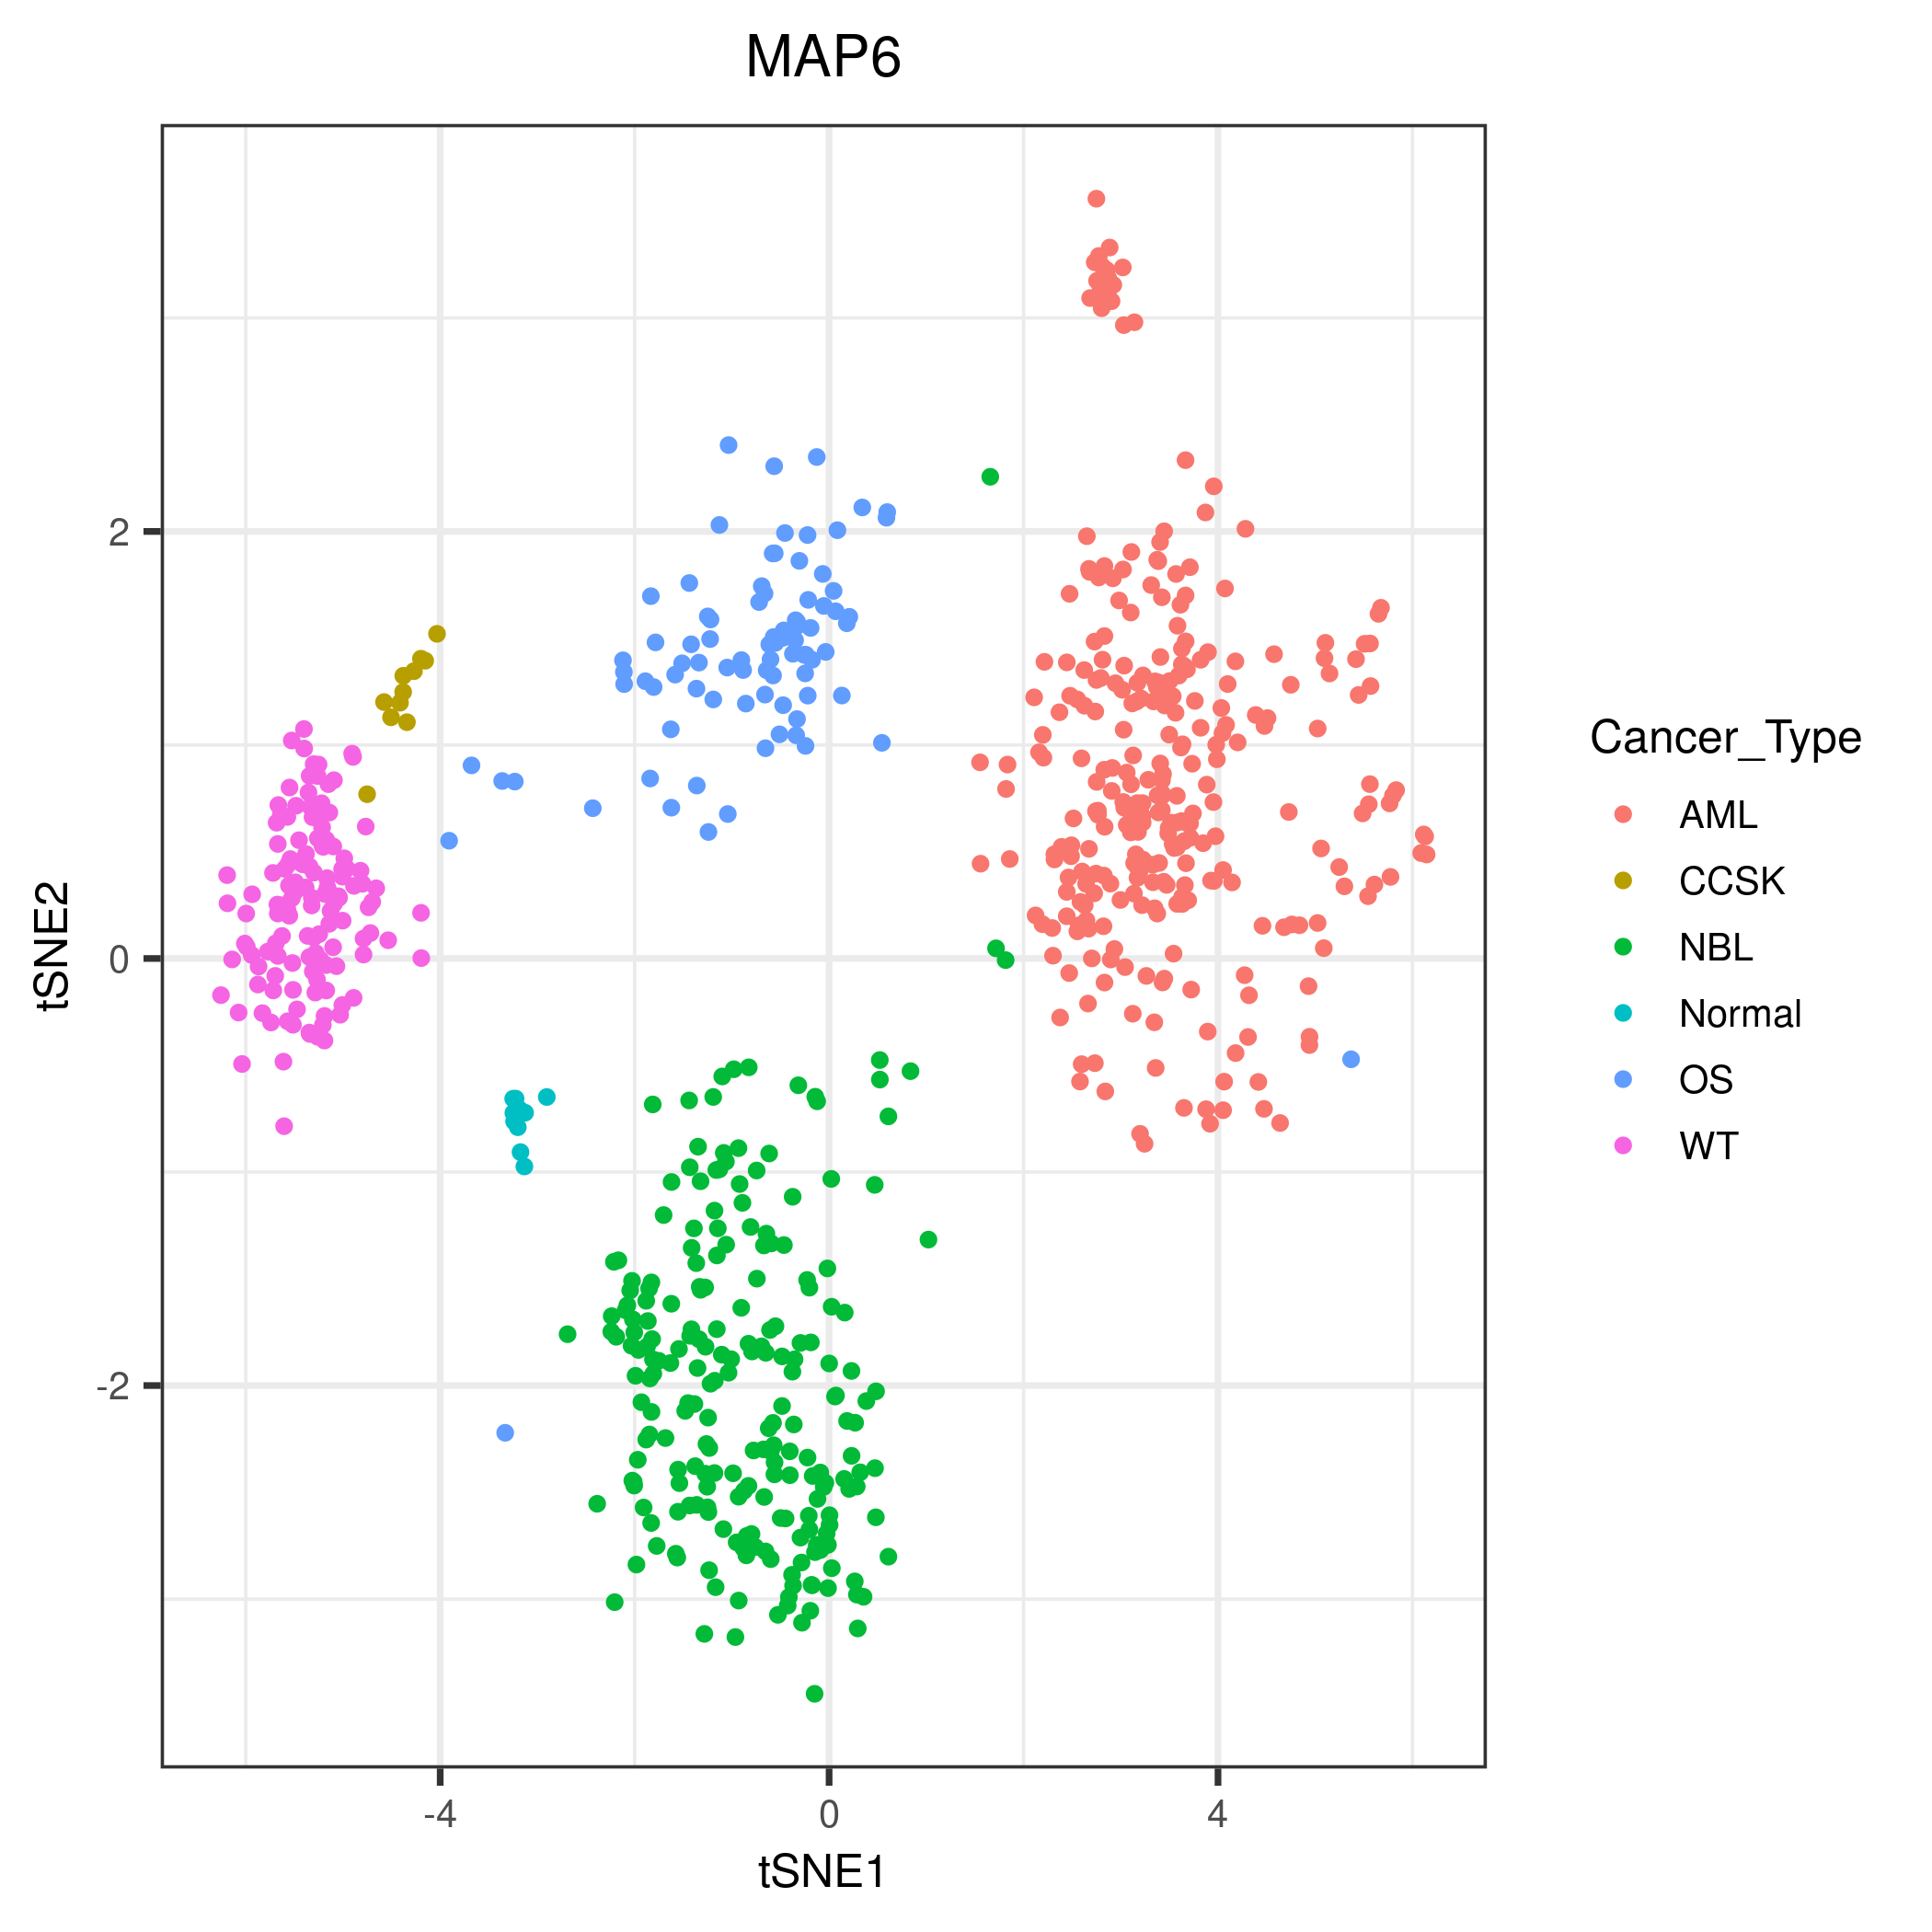 MAP6
2
0
-2
tSNE2
-4
0
4
tSNE1
Cancer_Type
AML
CCSK
NBL
Normal
OS
WT